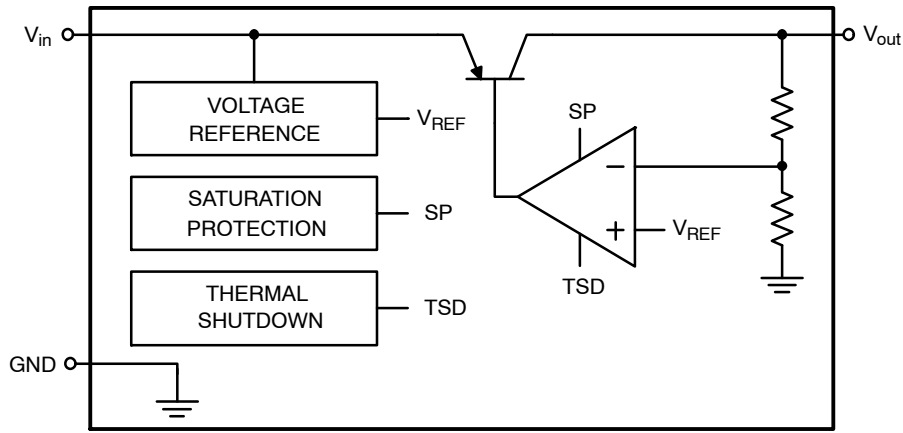 Vin
Vout
VOLTAGE
REFERENCE
VREF
SP
−
+
VREF
TSD
SATURATION
PROTECTION
SP
THERMAL
SHUTDOWN
TSD
GND